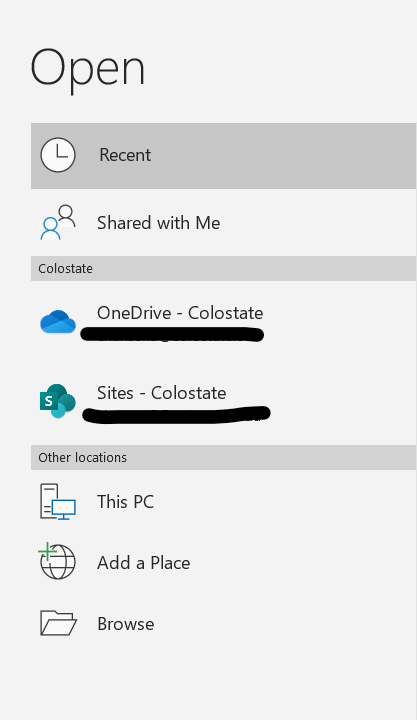 Open
Recent
Shared with Me
Colostate
OneDrive - Colostate
S
Sites - Colostate
Other locations
This PC
Add a Place
Browse